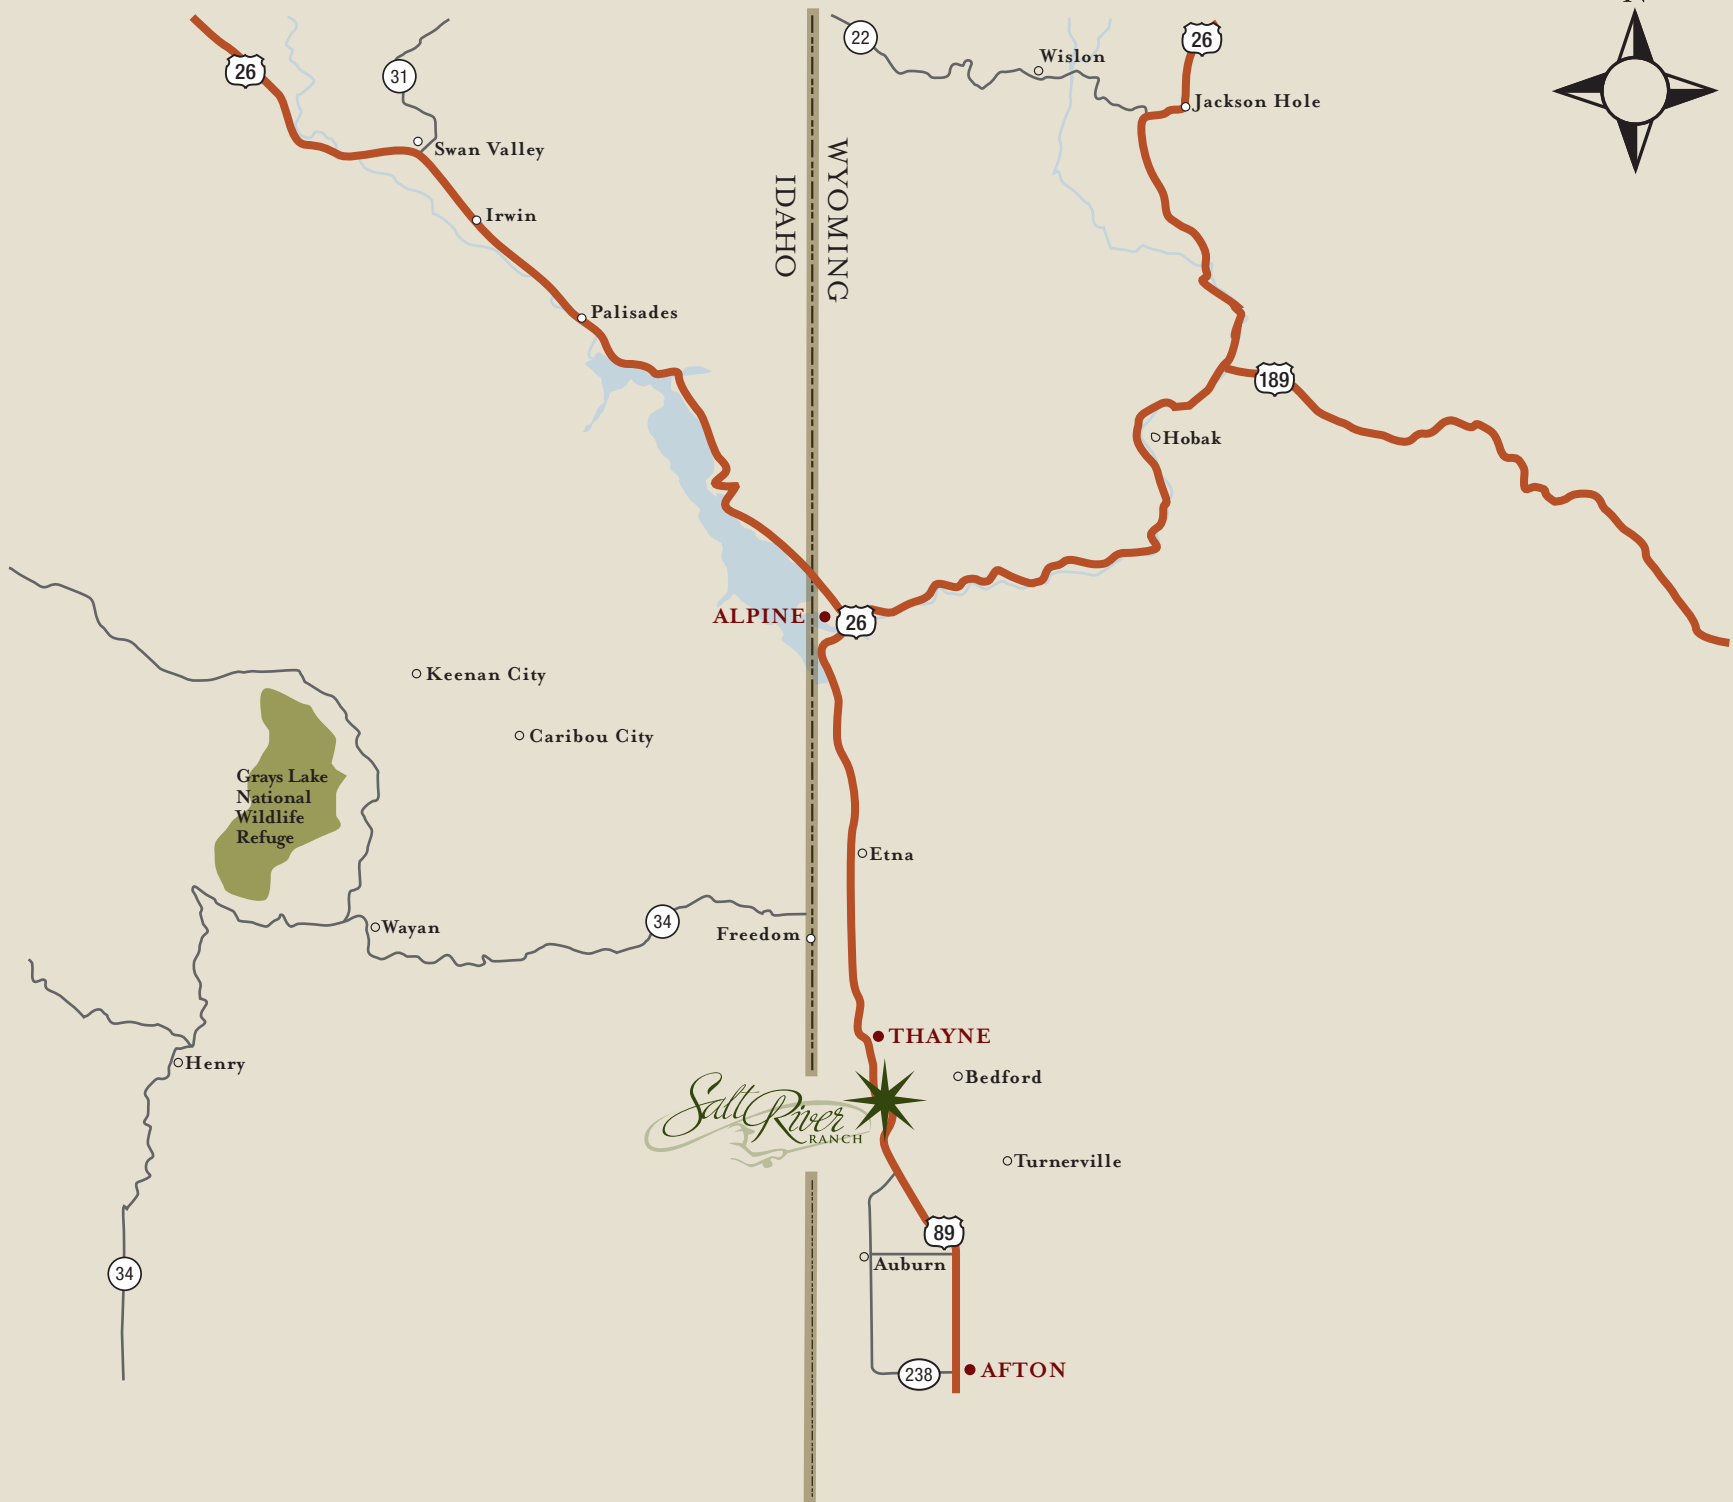 N
26
31
22
Wislon
26
Jackson Hole
Swan Valley
IDAHO
WYOMING
Irwin
Palisades
189
Hobak
ALPINE
26
Keenan City
Caribou City
Grays Lake
National
Wildlife
Refuge
Etna
Wayan
34
Freedom
THAYNE
Henry
Bedford
Salt River
RANCH
Turnerville
89
Auburn
34
238
AFTON